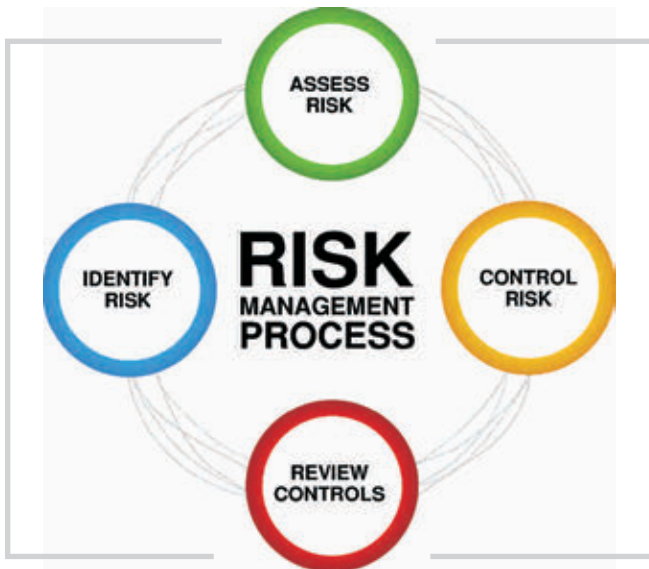 ASSESS
RISK
IDENTIFY
RISK
RISK
MANAGEMENT
PROCESS
CONTROL
RISK
REVIEW
CONTROLS